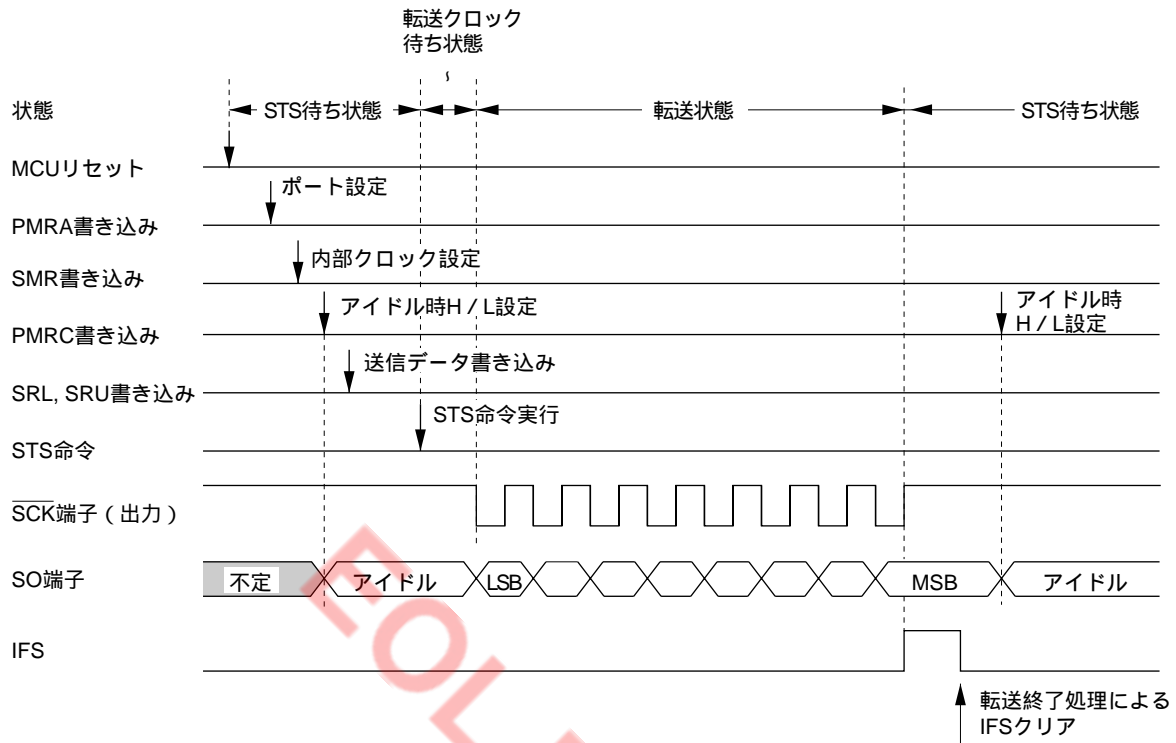 転送クロック
待ち状態
状態
STS待ち状態
転送状態
STS待ち状態
MCUリセット
ポート設定
PMRA書き込み
内部クロック設定
SMR書き込み
アイドル時H / L設定
アイドル時
H / L設定
PMRC書き込み
送信データ書き込み
SRL, SRU書き込み
STS命令実行
STS命令
SCK端子 ( 出力 )
SO端子
不定
アイドル
LSB
MSB
アイドル
IFS
転送終了処理による
IFSクリア
EOL